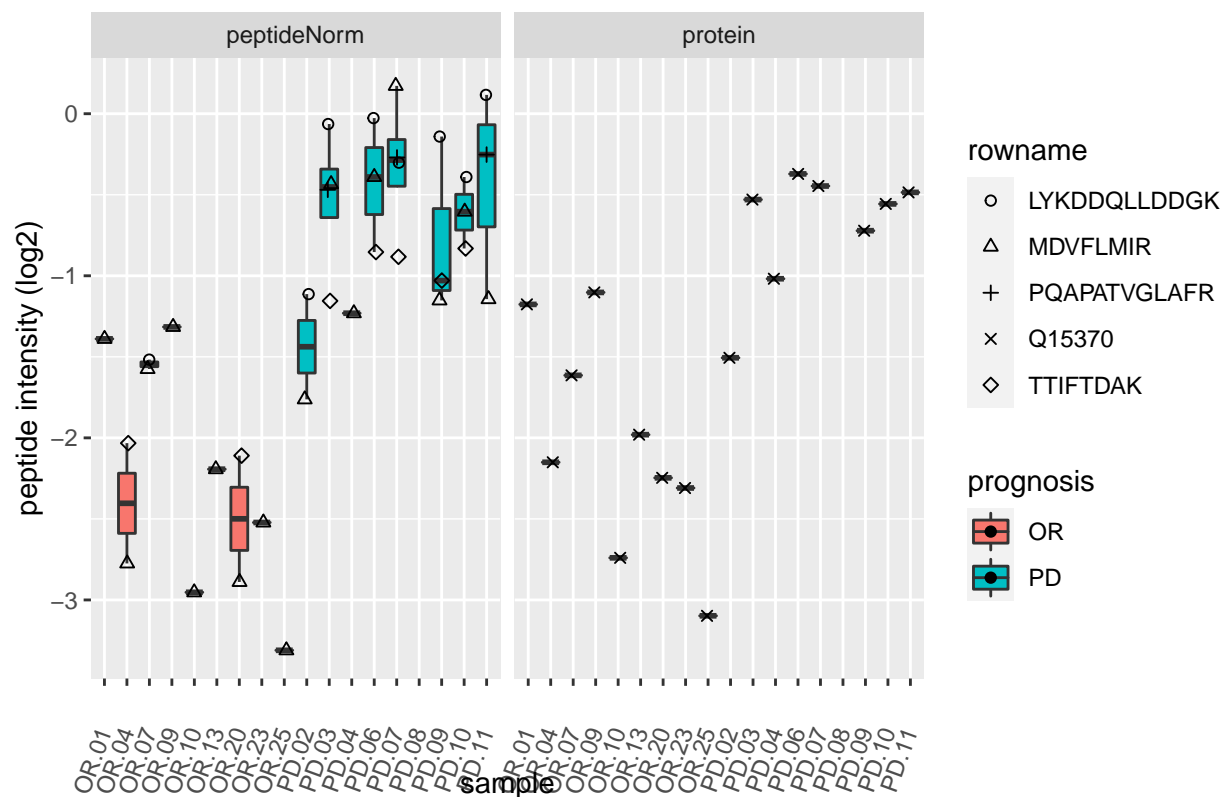 peptideNorm
protein
peptide intensity (log2)
0
−1
−2
−3
OR.01
OR.04
OR.07
OR.09
OR.10
OR.13
OR.20
OR.23
OR.25
PD.02
PD.03
PD.04
PD.06
PD.07
PD.08
PD.09
PD.10
PD.11
OR.01
OR.04
OR.07
OR.09
OR.10
OR.13
OR.20
OR.23
OR.25
PD.02
PD.03
PD.04
PD.06
PD.07
PD.08
PD.09
PD.10
PD.11
sample
rowname
LYKDDQLLDDGK
MDVFLMIR
PQAPATVGLAFR
Q15370
TTIFTDAK
prognosis
OR
PD